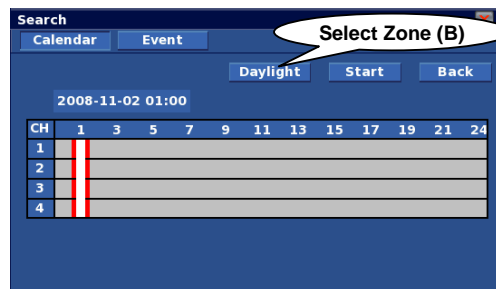 Search
Select Zone (B)
Calendar Event
Daylight Start Back
2008-11-02 01:00
CH 1 3 5 7 9 11 13 15 17 19 21 24
1
2
3
4